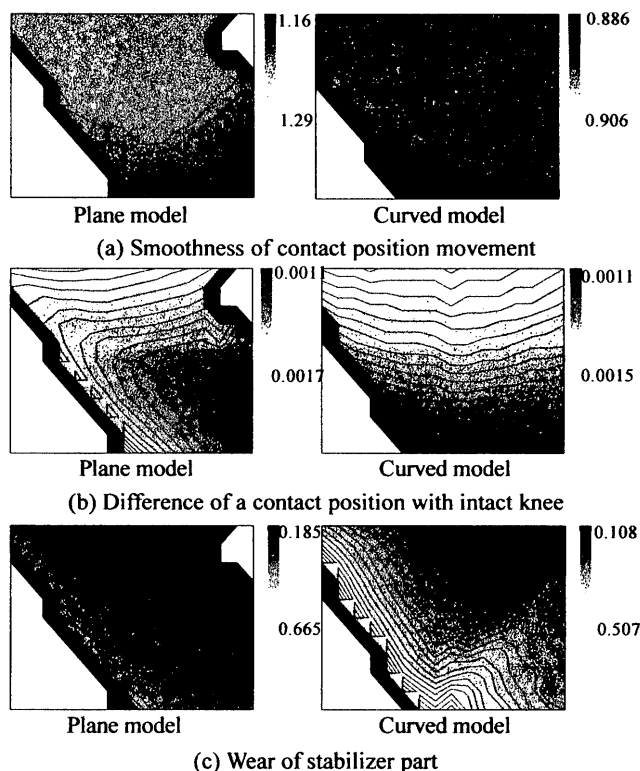 1.16
0.886
1.29
0.906
Plane model
Curved model
(a) Smoothness of contact position movement
0.0011
0.0011
0.0017
0.0015
Plane model
Curved model
(b) Difference of a contact position with intact knee
0.185
0.108
0.665
0.507
Plane model
Curved model
(c) Wear of stabilizer part